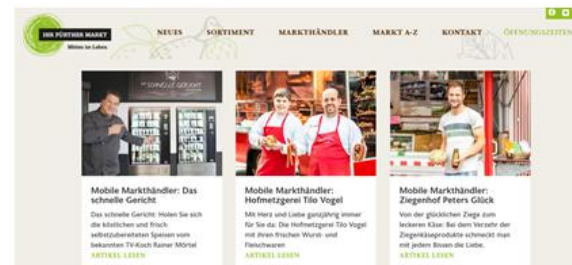 IHR FÜRTHER MARKT
Mitten im Leben
NEUES SORTIMENT MARKTHÄNDLER MARKT A-Z KONTAKT ÖFFNUNGSZEITEN
SCHNELLE GERICHT
Mobile Markthändler: Das
schnelle Gericht
Das schnelle Gericht: Holen Sie sich
die köstlichen und frisch
selbstzubereiteten Speisen vom
bekannten TV-Koch Rainer Mörtel
ARTIKEL LESEN
Mobile Markthändler:
Hofmetzgerei Tilo Vogel
Mit Herz und Liebe ganzjährig immer
für Sie da: Die Hofmetzgerei Tilo Vogel
mit ihren frischen Wurst- und
Fleischwaren
ARTIKEL LESEN
Mobile Markthändler:
Ziegenhof Peters Glück
Von der glücklichen Ziege zum
leckeren Käse: Bei dem Verzehr der
Ziegenkäseprodukte schmeckt man
mit jedem Bissen die Liebe.
ARTIKEL LESEN